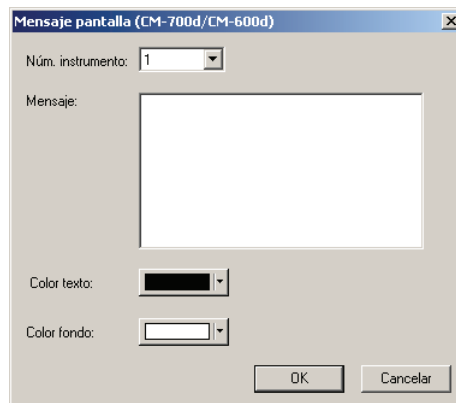 Mensaje pantalla (CM-700d/CM-600d)
Núm. instrumento: 1
Mensaje:
Color texto:
Color fondo:
OK Cancelar